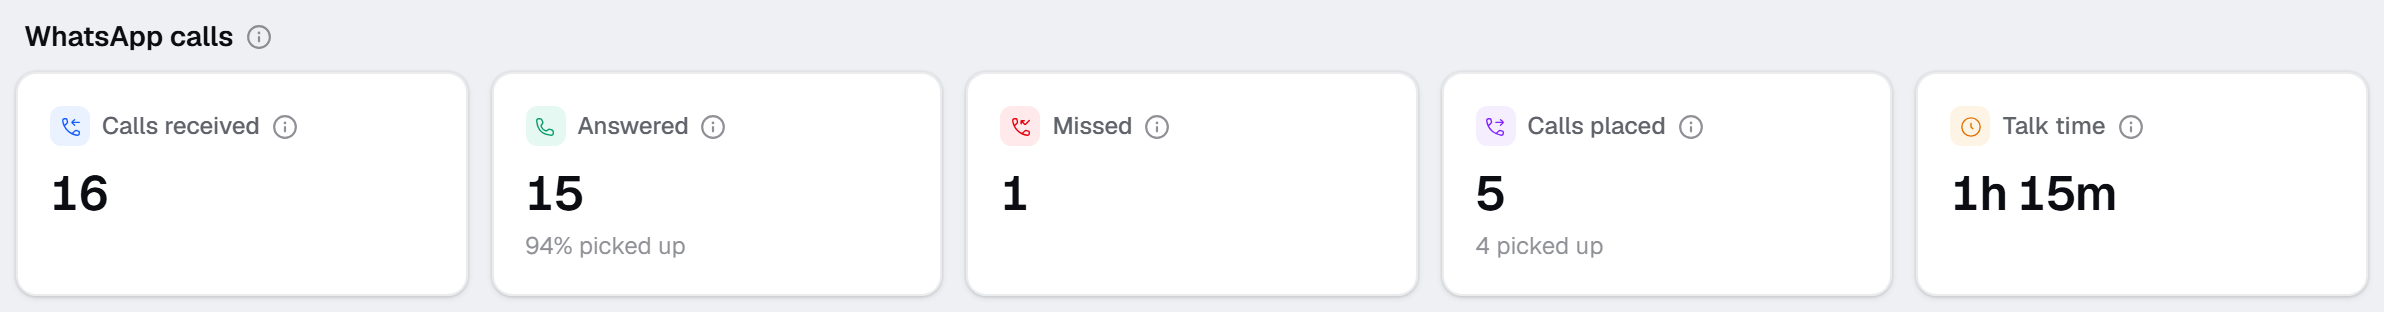 WhatsApp calls
Calls received
16
Answered
15
94% picked up
Missed
1
Calls placed
5
4 picked up
Talk time
1h 15m